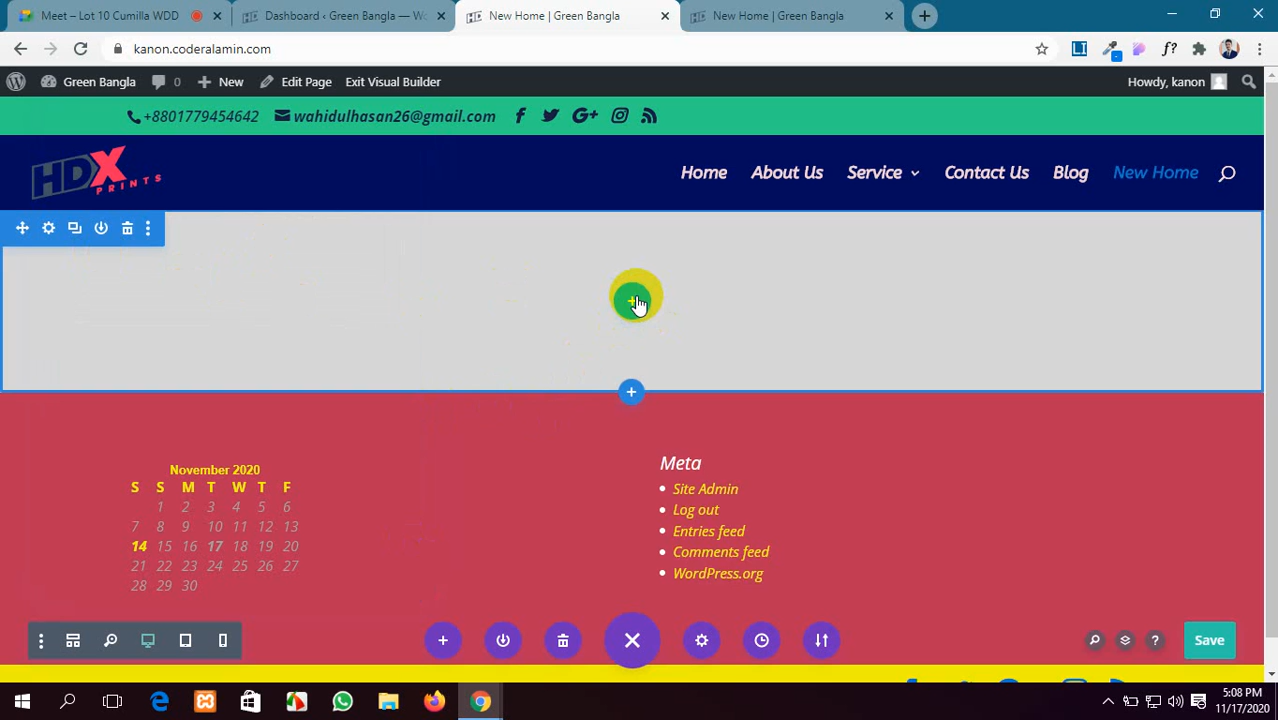 Meet – Lot 10 Cumilla WDD
Dashboard ‹ Green Bangla — Wo
New Home | Green Bangla
New Home | Green Bangla
kanon.coderalamin.com
Green Bangla
0
New
Edit Page
Exit Visual Builder
Howdy, kanon
+8801779454642
wahidulhasan26@gmail.com
HDX
PRINTS
Home
About Us
Service
Contact Us
Blog
New Home
November 2020
S S M T W T F
1 2 3 4 5 6
7 8 9 10 11 12 13
14 15 16 17 18 19 20
21 22 23 24 25 26 27
28 29 30
Meta
Site Admin
Log out
Entries feed
Comments feed
WordPress.org
Save
5:08 PM
11/17/2020